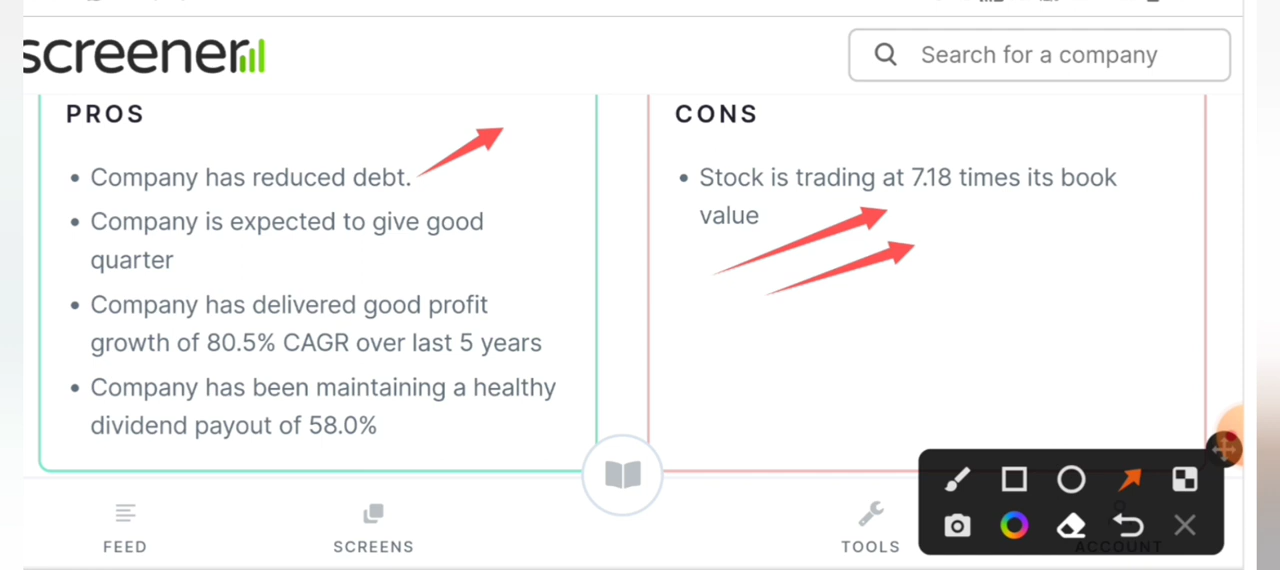 screener
Search for a company
PROS
• Company has reduced debt.
• Company is expected to give good
quarter
• Company has delivered good profit
growth of 80.5% CAGR over last 5 years
• Company has been maintaining a healthy
dividend payout of 58.0%
CONS
• Stock is trading at 7.18 times its book
value
FEED
SCREENS
TOOLS
ACCOUNT